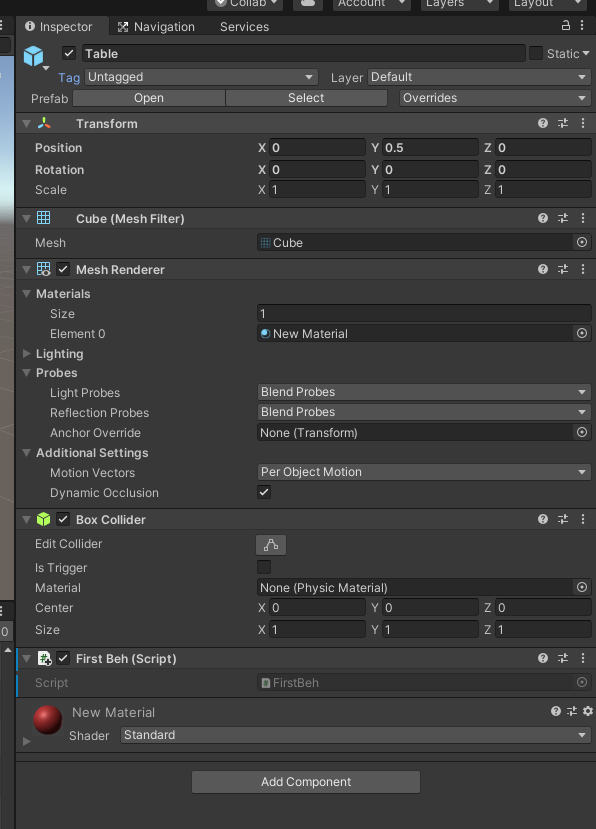 Collab Account Layers Layout
Inspector Navigation Services
Table Static
Tag Untagged Layer Default
Prefab Open Select Overrides
Transform
Position X 0 Y 0.5 Z 0
Rotation X 0 Y 0 Z 0
Scale X 1 Y 1 Z 1
Cube (Mesh Filter)
Mesh Cube
Mesh Renderer
Materials
Size 1
Element 0 New Material
Lighting
Probes
Light Probes Blend Probes
Reflection Probes Blend Probes
Anchor Override None (Transform)
Additional Settings
Motion Vectors Per Object Motion
Dynamic Occlusion
Box Collider
Edit Collider
Is Trigger
Material None (Physic Material)
Center X 0 Y 0 Z 0
0
Size X 1 Y 1 Z 1
First Beh (Script)
Script FirstBeh
New Material
Shader Standard
Add Component